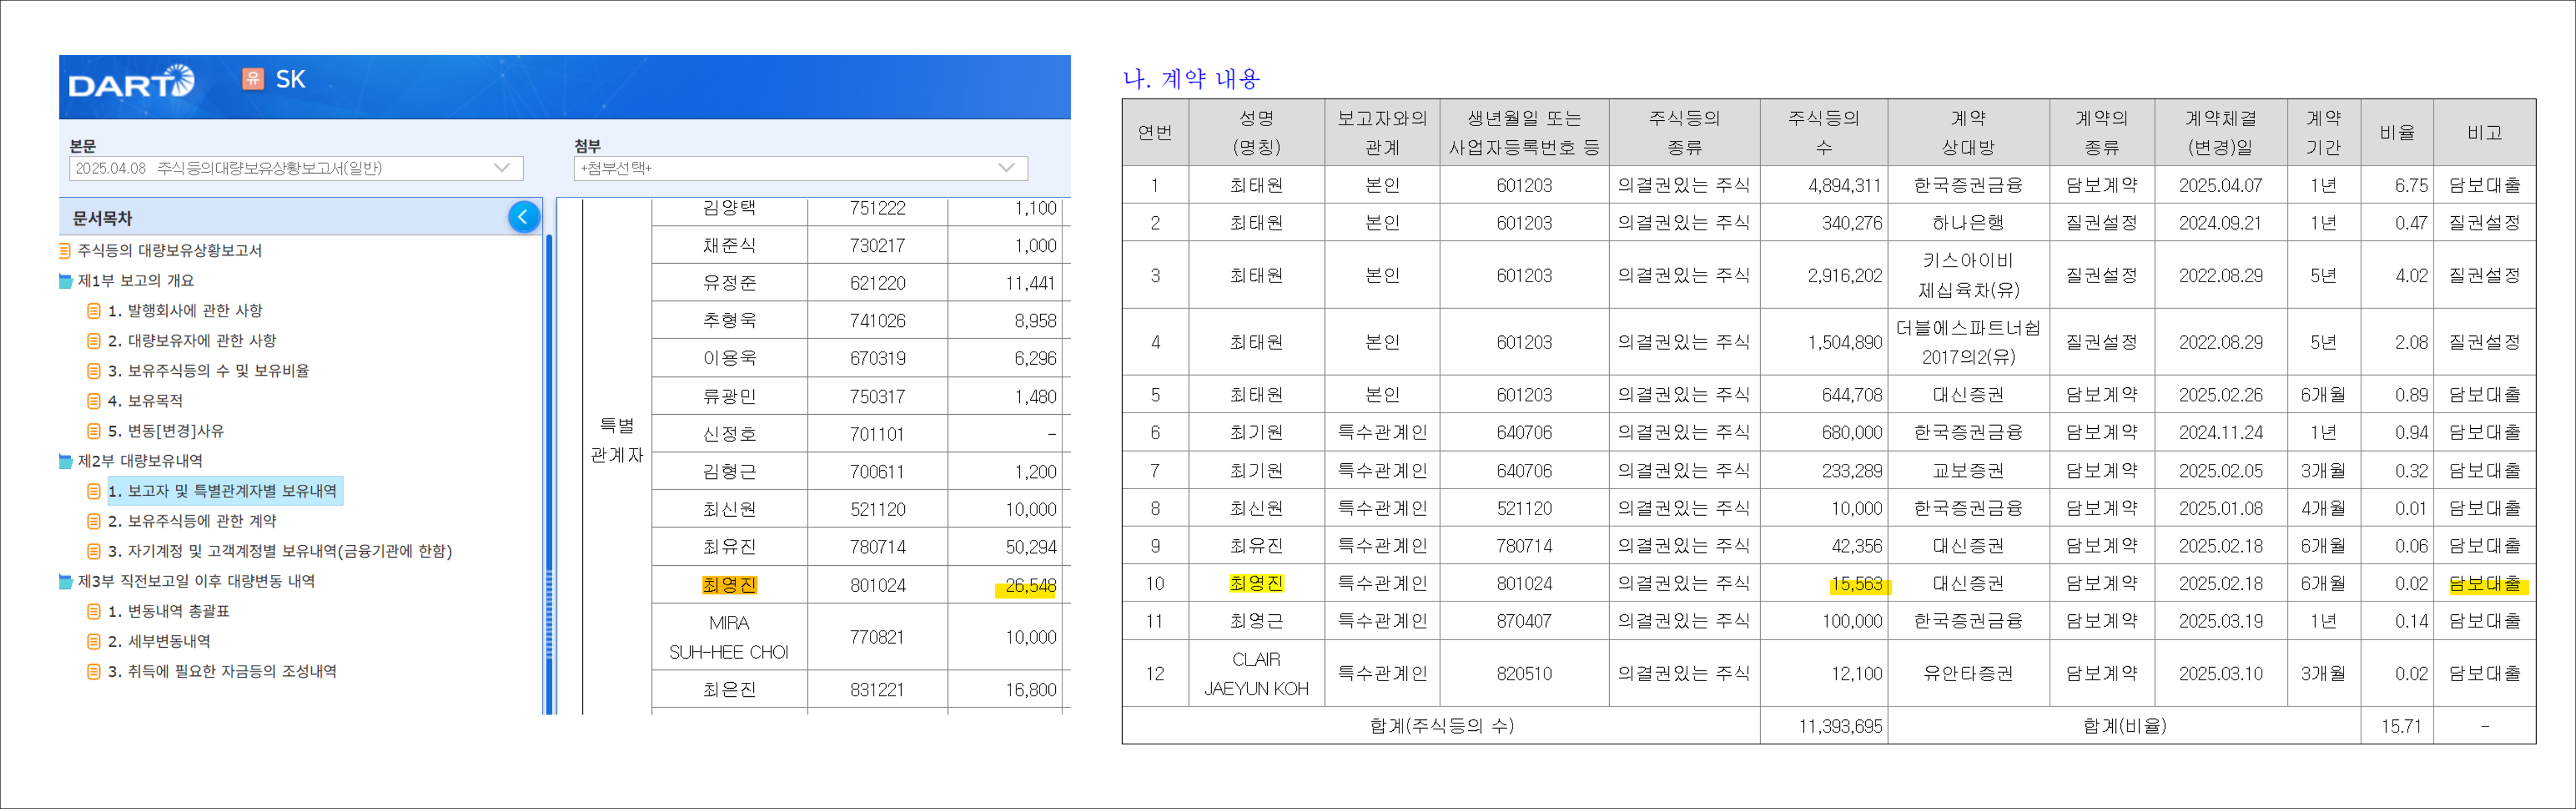 DART 유 SK
본문 첨부
2025.04.08 주식등의대량보유상황보고서(일반) +첨부선택+
문서목차
주식등의 대량보유상황보고서
제1부 보고의 개요
1. 발행회사에 관한 사항
2. 대량보유자에 관한 사항
3. 보유주식등의 수 및 보유비율
4. 보유목적
5. 변동[변경]사유
제2부 대량보유내역
1. 보고자 및 특별관계자별 보유내역
2. 보유주식등에 관한 계약
3. 자기계정 및 고객계정별 보유내역(금융기관에 한함)
제3부 직전보고일 이후 대량변동 내역
1. 변동내역 총괄표
2. 세부변동내역
3. 취득에 필요한 자금등의 조성내역
특별
관계자
김양택 751222 1,100
채준식 730217 1,000
유정준 621220 11,441
추형욱 741026 8,958
이용욱 670319 6,296
류광민 750317 1,480
신정호 701101 -
김형근 700611 1,200
최신원 521120 10,000
최유진 780714 50,294
최영진 801024 26,548
MIRA
SUH-HEE CHOI 770821 10,000
최은진 831221 16,800
나. 계약 내용
연번 성명 보고자와의 생년월일 또는 주식등의 주식등의 계약 계약의 계약체결 계약 비율 비고
(명칭) 관계 사업자등록번호 등 종류 수 상대방 종류 (변경)일 기간
1 최태원 본인 601203 의결권있는 주식 4,894,311 한국증권금융 담보계약 2025.04.07 1년 6.75 담보대출
2 최태원 본인 601203 의결권있는 주식 340,276 하나은행 질권설정 2024.09.21 1년 0.47 질권설정
3 최태원 본인 601203 의결권있는 주식 2,916,202 키스아이비 질권설정 2022.08.29 5년 4.02 질권설정
제십육차(유)
4 최태원 본인 601203 의결권있는 주식 1,504,890 더블에스파트너쉽 질권설정 2022.08.29 5년 2.08 질권설정
2017의2(유)
5 최태원 본인 601203 의결권있는 주식 644,708 대신증권 담보계약 2025.02.26 6개월 0.89 담보대출
6 최기원 특수관계인 640706 의결권있는 주식 680,000 한국증권금융 담보계약 2024.11.24 1년 0.94 담보대출
7 최기원 특수관계인 640706 의결권있는 주식 233,289 교보증권 담보계약 2025.02.05 3개월 0.32 담보대출
8 최신원 특수관계인 521120 의결권있는 주식 10,000 한국증권금융 담보계약 2025.01.08 4개월 0.01 담보대출
9 최유진 특수관계인 780714 의결권있는 주식 42,356 대신증권 담보계약 2025.02.18 6개월 0.06 담보대출
10 최영진 특수관계인 801024 의결권있는 주식 15,563 대신증권 담보계약 2025.02.18 6개월 0.02 담보대출
11 최영근 특수관계인 870407 의결권있는 주식 100,000 한국증권금융 담보계약 2025.03.19 1년 0.14 담보대출
12 CLAIR 특수관계인 820510 의결권있는 주식 12,100 유안타증권 담보계약 2025.03.10 3개월 0.02 담보대출
JAEYUN KOH
합계(주식등의 수) 11,393,695 합계(비율) 15.71 -